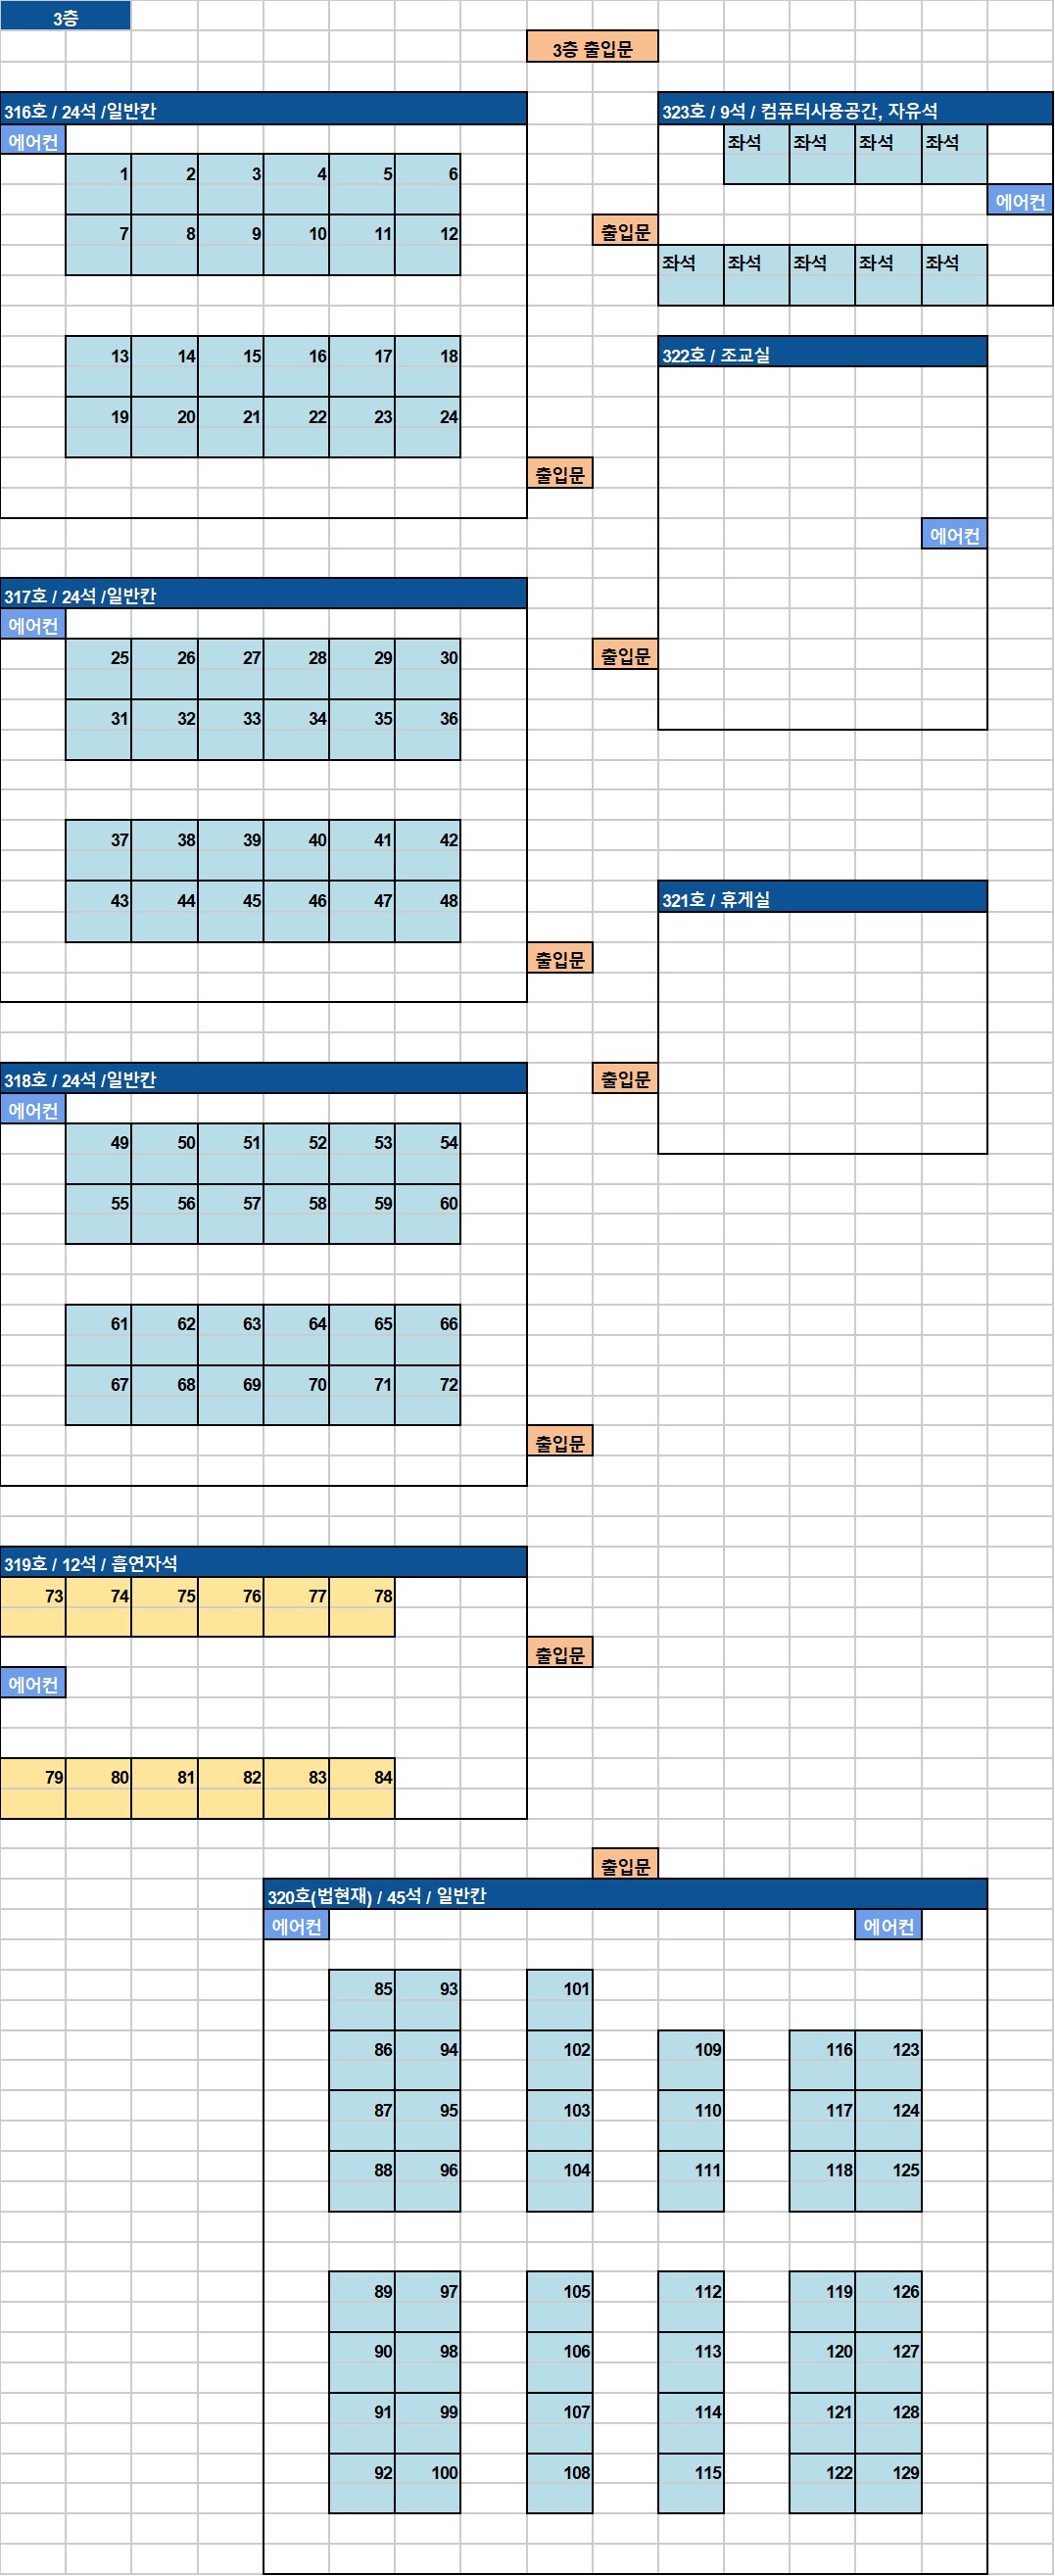 3층
3층 출입문
316호 / 24석 /일반칸
323호 / 9석 / 컴퓨터사용공간, 자유석
에어컨
좌석 좌석 좌석 좌석
1 2 3 4 5 6
에어컨
7 8 9 10 11 12
출입문
좌석 좌석 좌석 좌석 좌석
13 14 15 16 17 18
322호 / 조교실
19 20 21 22 23 24
출입문
에어컨
317호 / 24석 /일반칸
에어컨
25 26 27 28 29 30
출입문
31 32 33 34 35 36
37 38 39 40 41 42
43 44 45 46 47 48
321호 / 휴게실
출입문
318호 / 24석 /일반칸
출입문
에어컨
49 50 51 52 53 54
55 56 57 58 59 60
61 62 63 64 65 66
67 68 69 70 71 72
출입문
319호 / 12석 / 흡연자석
73 74 75 76 77 78
출입문
에어컨
79 80 81 82 83 84
출입문
320호(법현재) / 45석 / 일반칸
에어컨 에어컨
85 93 101
86 94 102 109 116 123
87 95 103 110 117 124
88 96 104 111 118 125
89 97 105 112 119 126
90 98 106 113 120 127
91 99 107 114 121 128
92 100 108 115 122 129